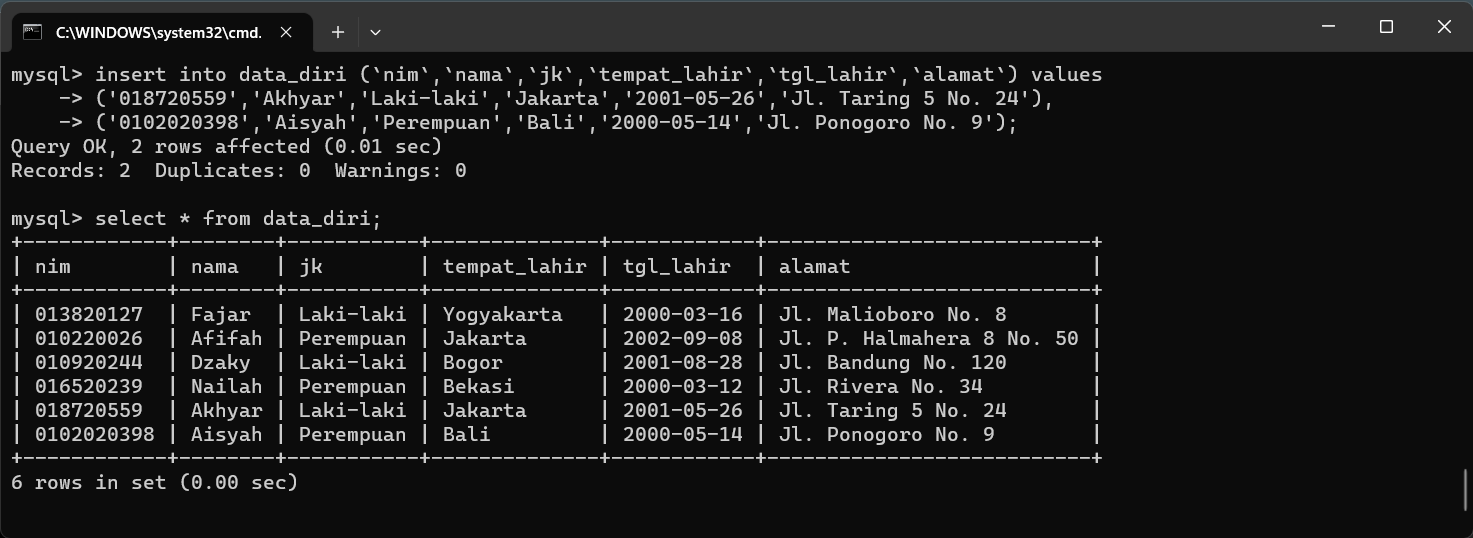 C:\WINDOWS\system32\cmd.
mysql> insert into data_diri (`nim`,`nama`,`jk`,`tempat_lahir`,`tgl_lahir`,`alamat`) values
    -> ('018720559','Akhyar','Laki-laki','Jakarta','2001-05-26','Jl. Taring 5 No. 24'),
    -> ('0102020398','Aisyah','Perempuan','Bali','2000-05-14','Jl. Ponogoro No. 9');
Query OK, 2 rows affected (0.01 sec)
Records: 2  Duplicates: 0  Warnings: 0
mysql> select * from data_diri;
+------------+--------+-----------+--------------+------------+--------------------------+
| nim        | nama   | jk        | tempat_lahir | tgl_lahir  | alamat                   |
+------------+--------+-----------+--------------+------------+--------------------------+
| 013820127  | Fajar  | Laki-laki | Yogyakarta   | 2000-03-16 | Jl. Malioboro No. 8      |
| 010220026  | Afifah | Perempuan | Jakarta      | 2002-09-08 | Jl. P. Halmahera 8 No. 50 |
| 010920244  | Dzaky  | Laki-laki | Bogor        | 2001-08-28 | Jl. Bandung No. 120      |
| 016520239  | Nailah | Perempuan | Bekasi       | 2000-03-12 | Jl. Rivera No. 34        |
| 018720559  | Akhyar | Laki-laki | Jakarta      | 2001-05-26 | Jl. Taring 5 No. 24      |
| 0102020398 | Aisyah | Perempuan | Bali         | 2000-05-14 | Jl. Ponogoro No. 9       |
+------------+--------+-----------+--------------+------------+--------------------------+
6 rows in set (0.00 sec)